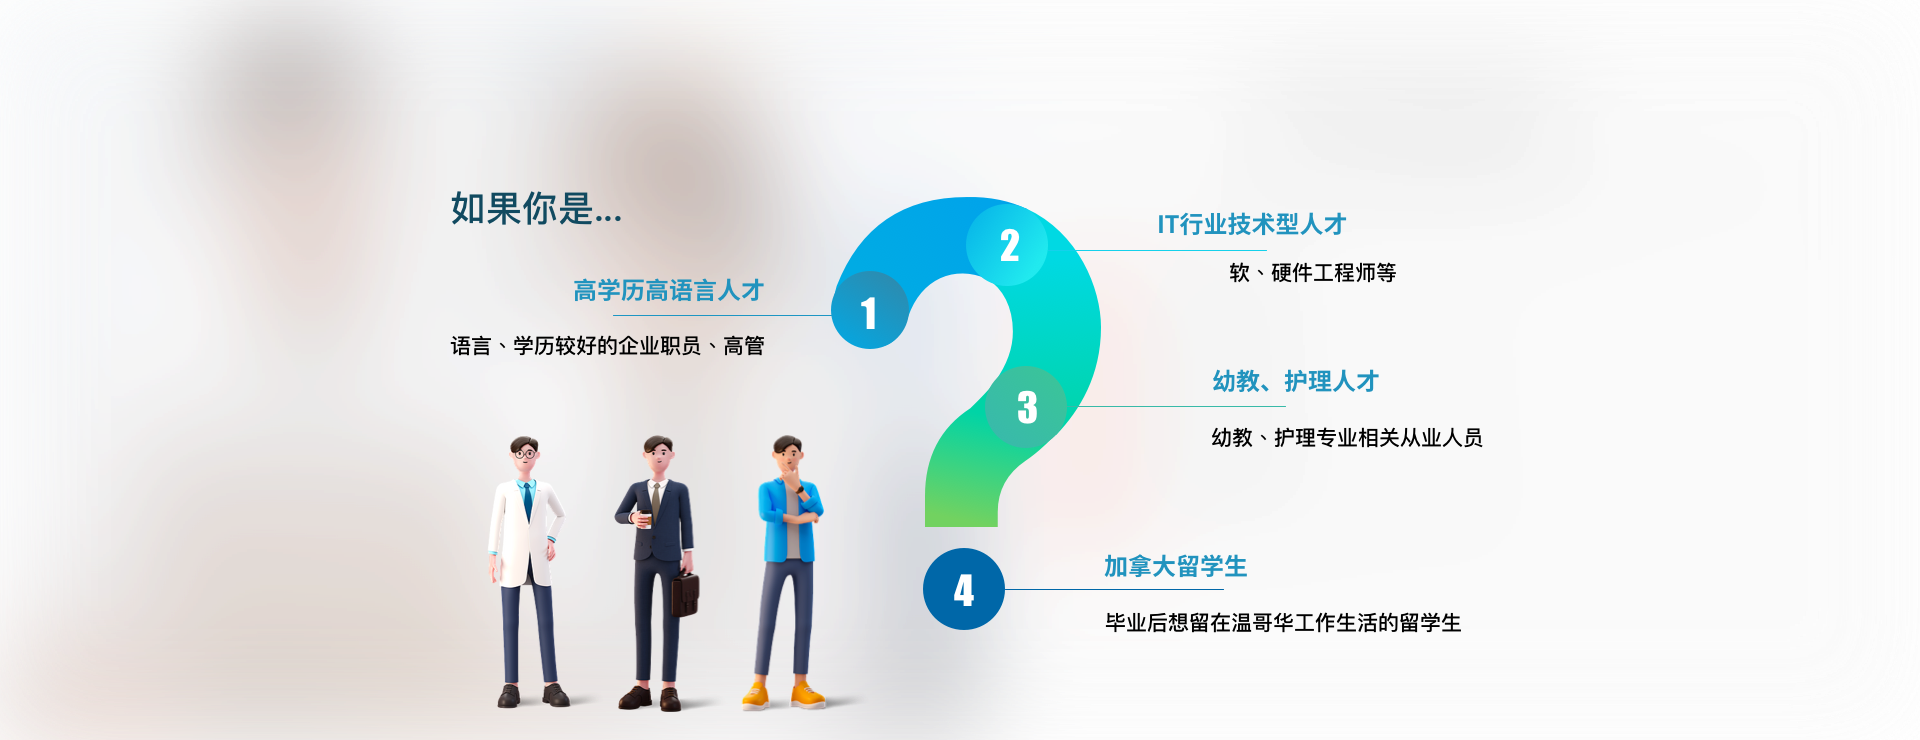 如果你是...
1
高学历高语言人才
语言、学历较好的企业职员、高管
2
IT行业技术型人才
软、硬件工程师等
3
幼教、护理人才
幼教、护理专业相关从业人员
4
加拿大留学生
毕业后想留在温哥华工作生活的留学生